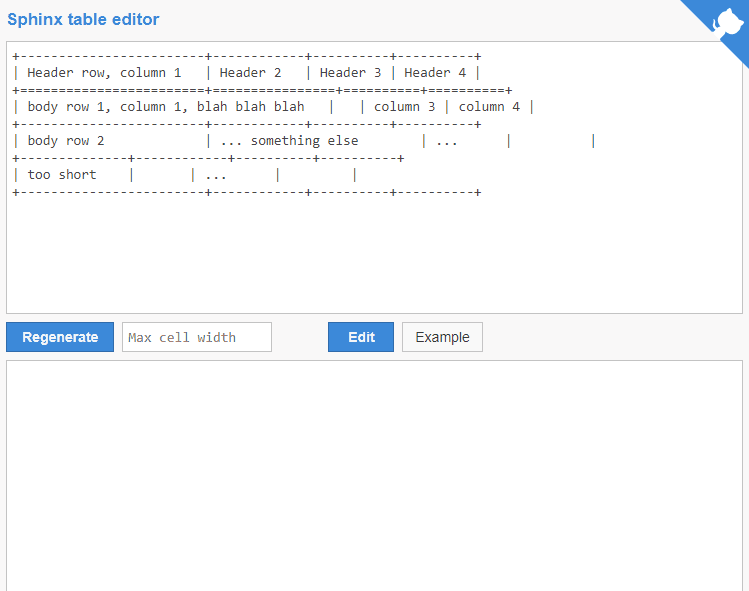 Sphinx table editor
+------------------------+------------+----------+----------+
| Header row, column 1   | Header 2   | Header 3 | Header 4 |
+========================+================+==========+==========+
| body row 1, column 1, blah blah blah   |   | column 3 | column 4 |
+------------------------+------------+----------+----------+
| body row 2             | ... something else        | ...      |          |
+--------------+------------+----------+----------+
| too short    |       | ...      |         |
+------------------------+------------+----------+----------+
Regenerate Max cell width Edit Example